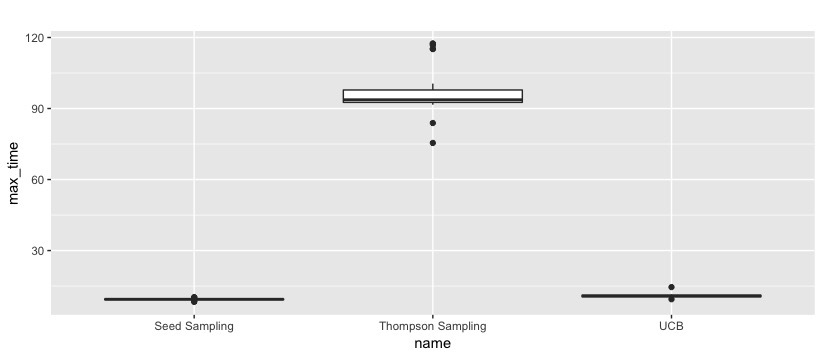 120
90
60
30
max_time
Seed Sampling
Thompson Sampling
UCB
name